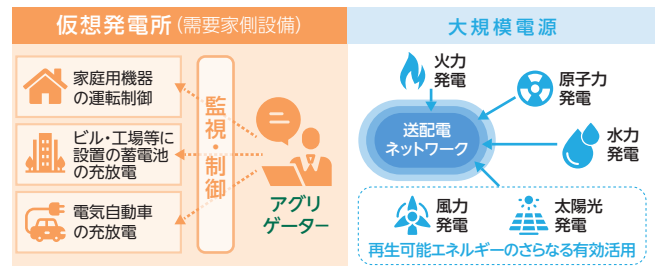 仮想発電所(需要家側設備)
家庭用機器
の運転制御
ビル・工場等に
設置の蓄電池
の充放電
電気自動車
の充放電
監視・制御
アグリ
ゲーター
大規模電源
火力
発電
原子力
発電
送配電
ネットワーク
水力
発電
風力
発電
太陽光
発電
再生可能エネルギーのさらなる有効活用